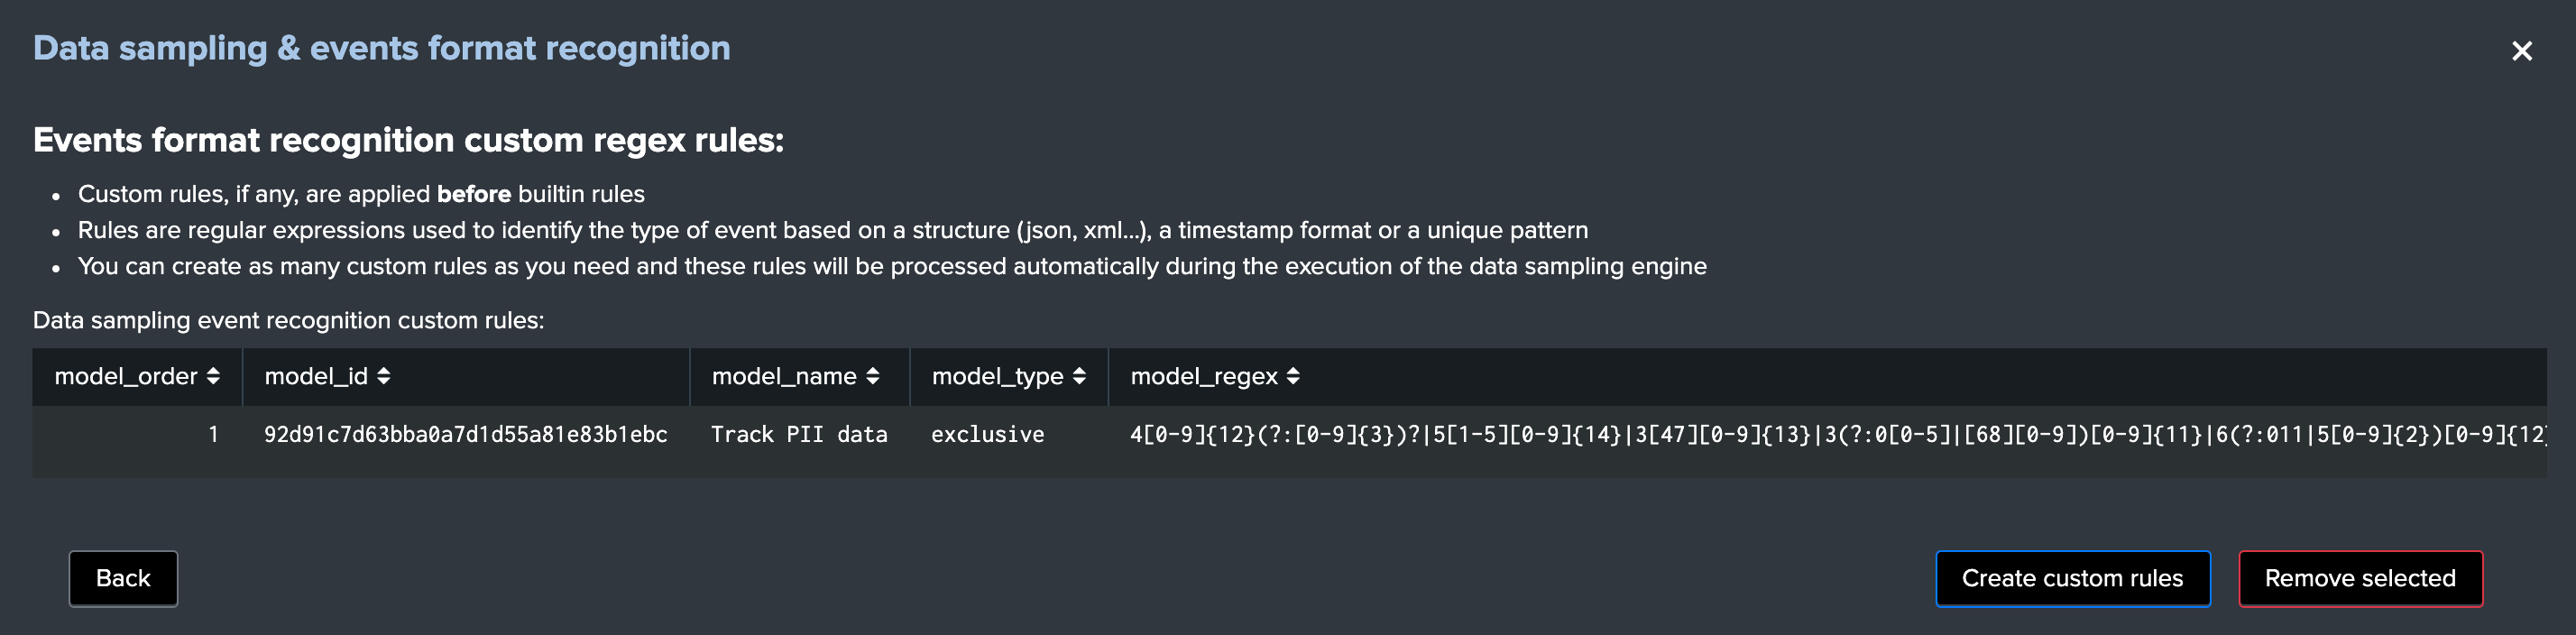 Data sampling & events format recognition
Events format recognition custom regex rules:
• Custom rules, if any, are applied before builtin rules
• Rules are regular expressions used to identify the type of event based on a structure (json, xml...), a timestamp format or a unique pattern
• You can create as many custom rules as you need and these rules will be processed automatically during the execution of the data sampling engine
Data sampling event recognition custom rules:
model_order model_id model_name model_type model_regex
1 92d91c7d63bba0a7d1d55a81e83b1ebc Track PII data exclusive 4[0-9]{12}(?:[0-9]{3})?|5[1-5][0-9]{14}|3[47][0-9]{13}|3(?:0[0-5]|[68][0-9])[0-9]{11}|6(?:011|5[0-9]{2})[0-9]{12}
Back Create custom rules Remove selected